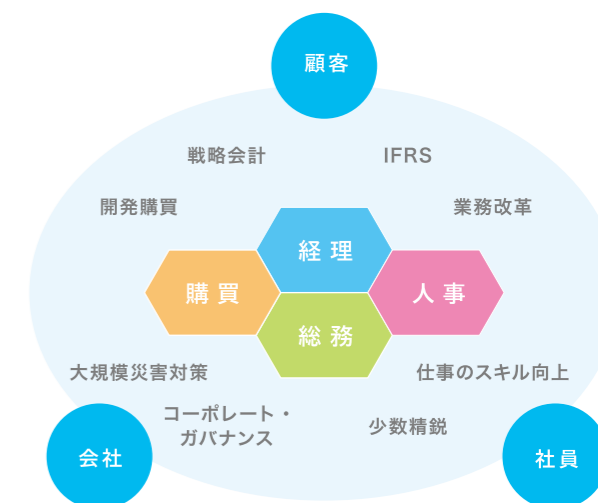 顧客
戦略会計
IFRS
開発購買
業務改革
経理
購買
人事
総務
大規模災害対策
仕事のスキル向上
コーポレート・
ガバナンス
少数精鋭
会社
社員